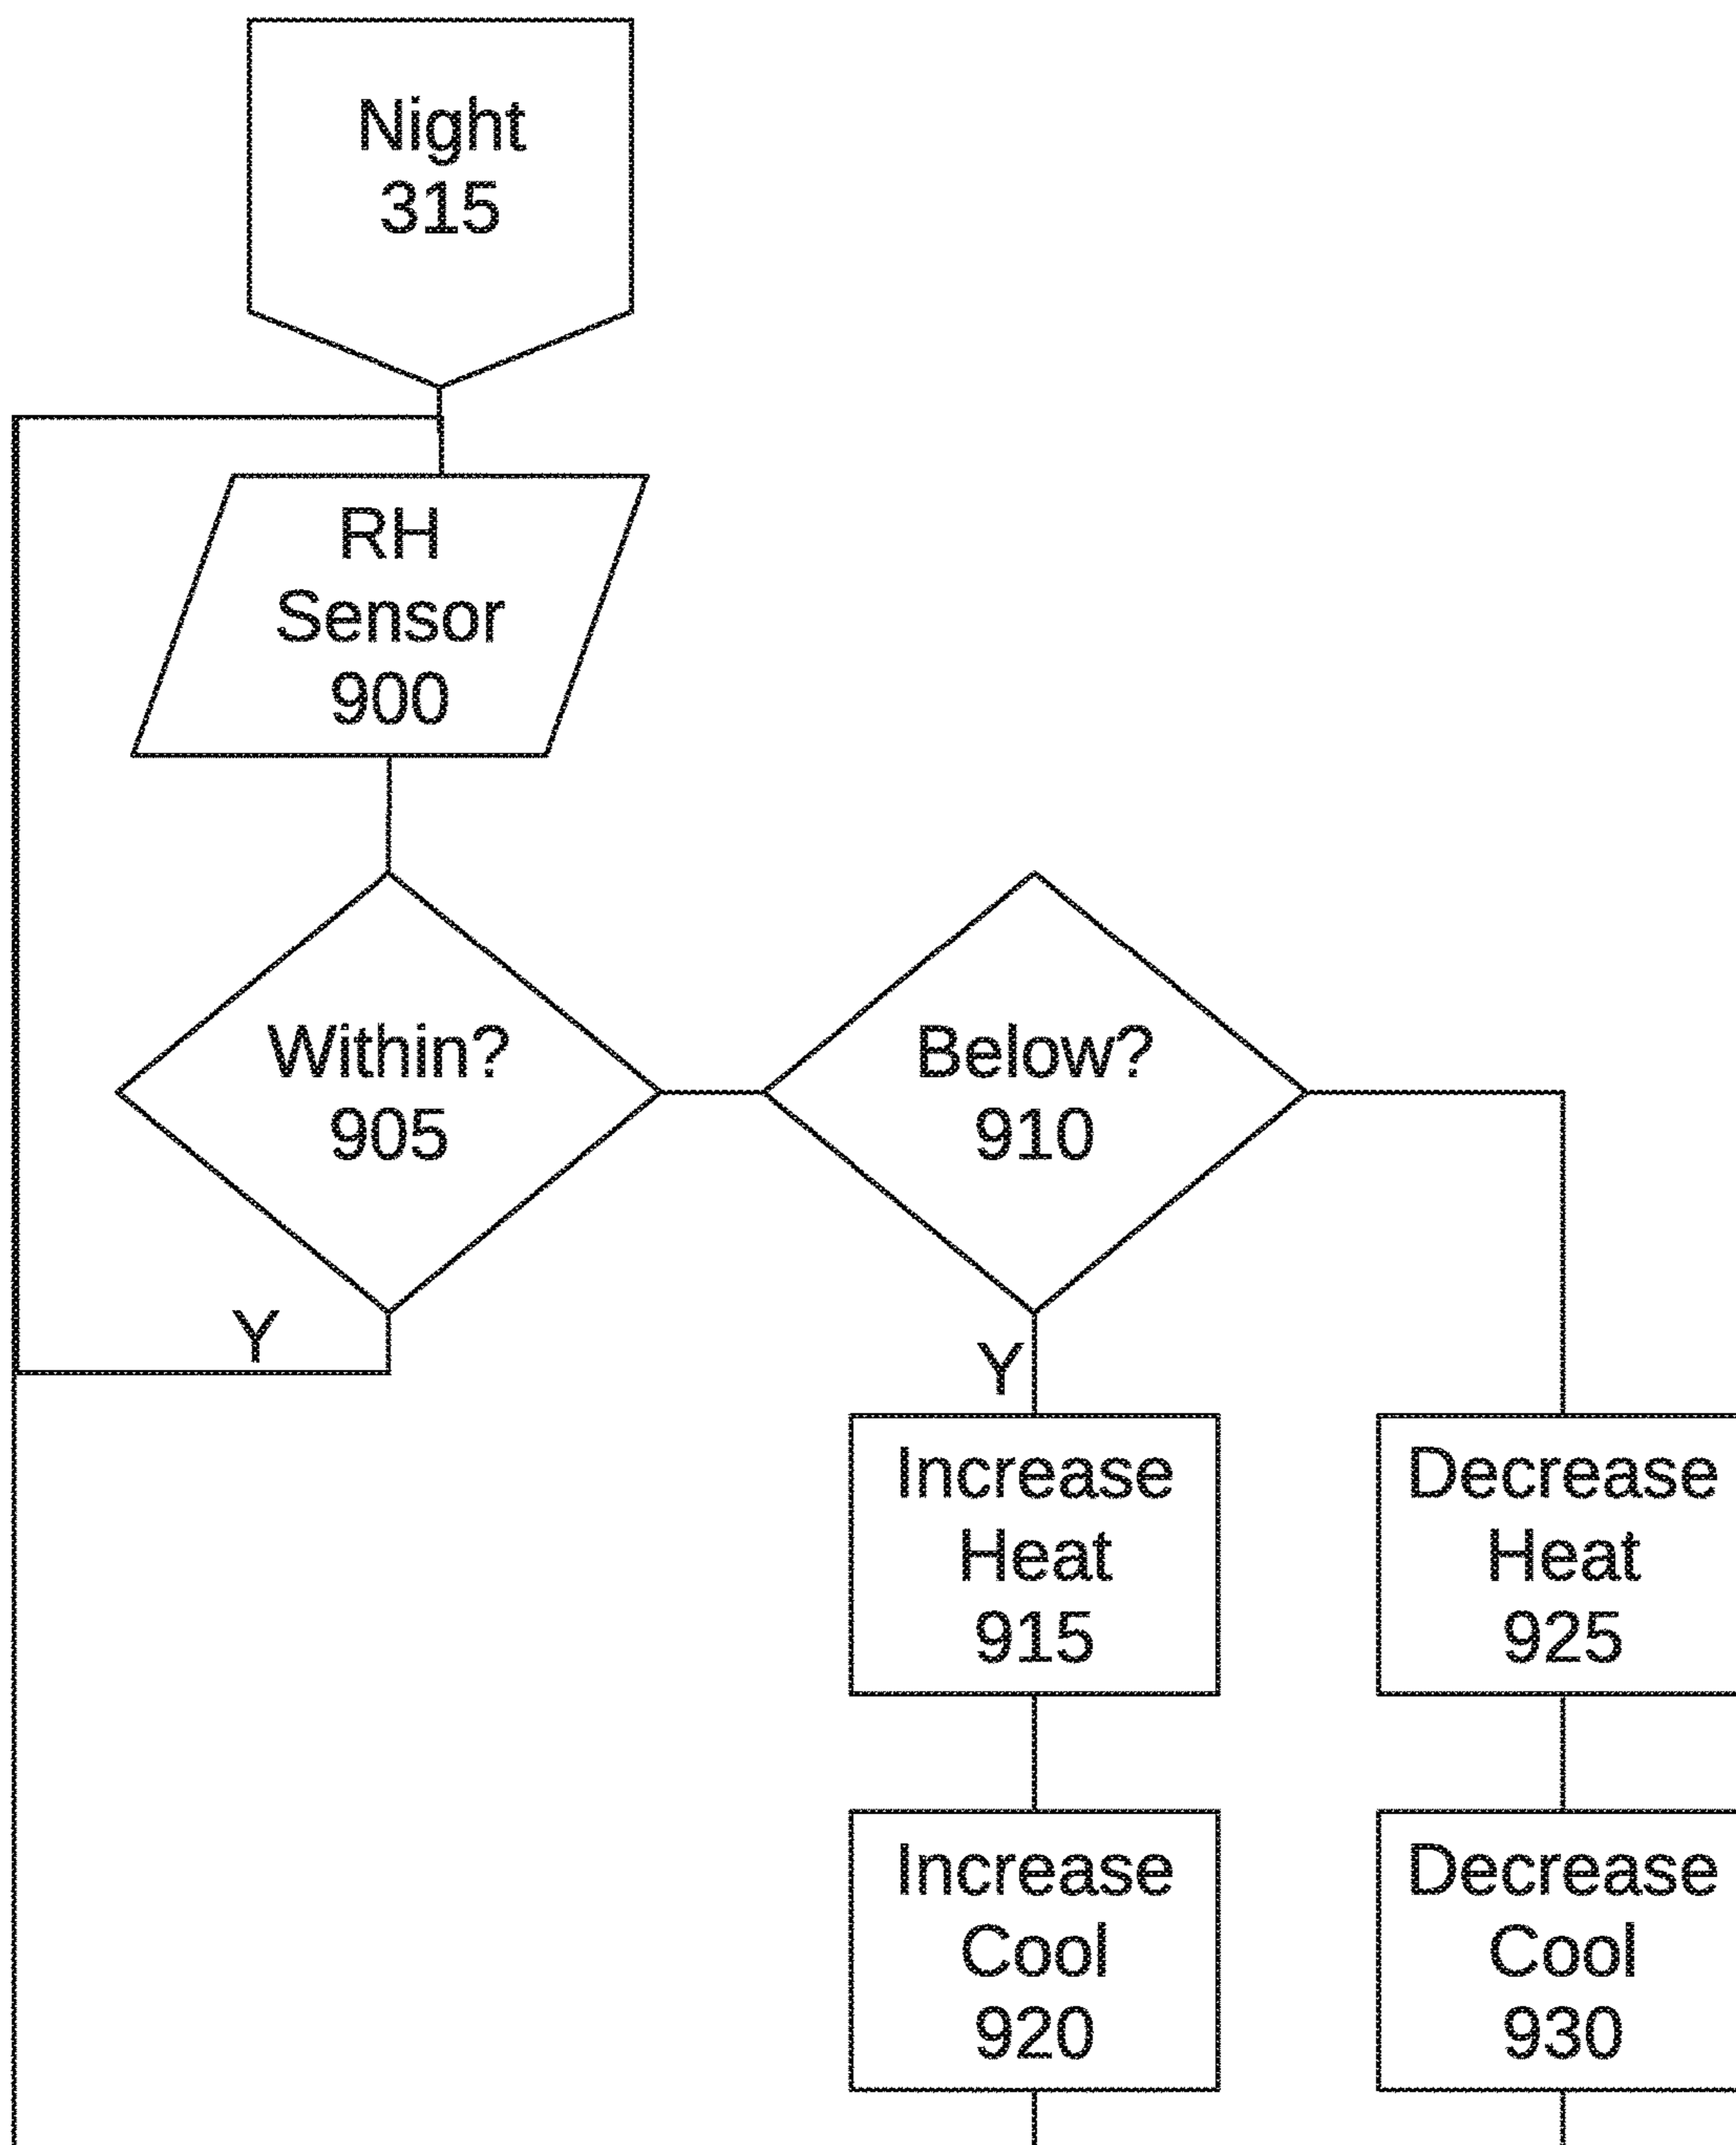 Night
315
RH
Sensor
900
Within?
905
Below?
910
Y
Y
Increase
Heat
915
Decrease
Heat
925
Increase
Cool
920
Decrease
Cool
930